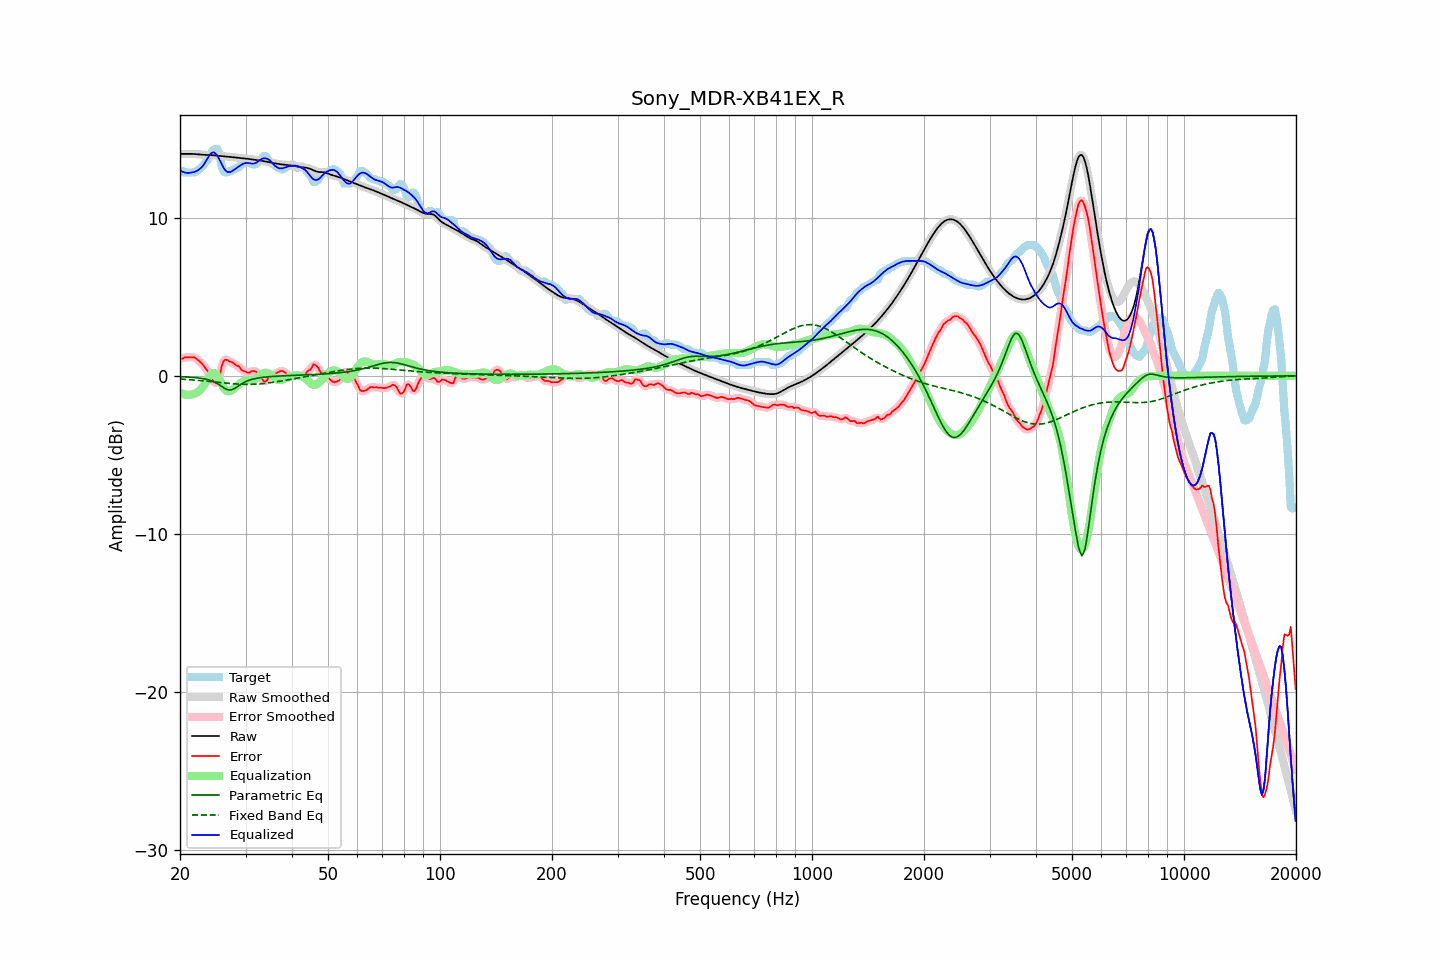 Sony_MDR-XB41EX_R
Amplitude (dBr)
10
0
−10
−20
−30
Target
Raw Smoothed
Error Smoothed
Raw
Error
Equalization
Parametric Eq
Fixed Band Eq
Equalized
20 50 100 200 500 1000 2000 5000 10000 20000
Frequency (Hz)